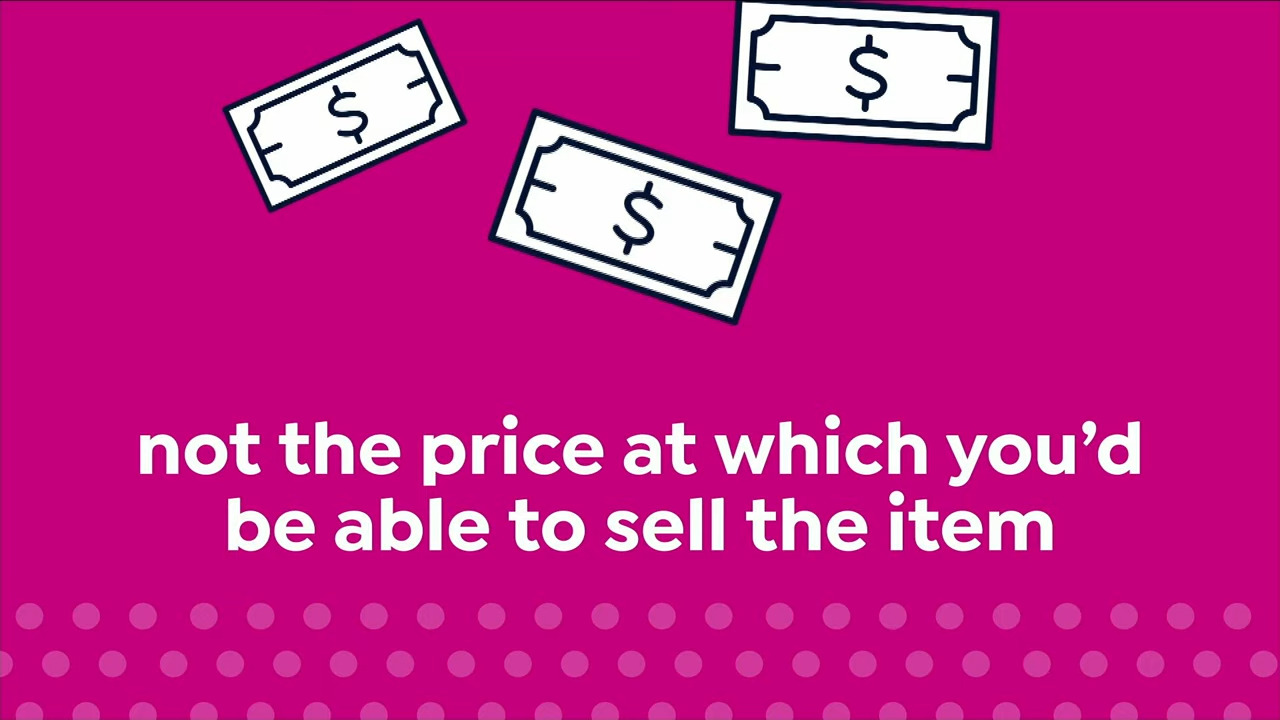 $
$
$
not the price at which you’d
be able to sell the item